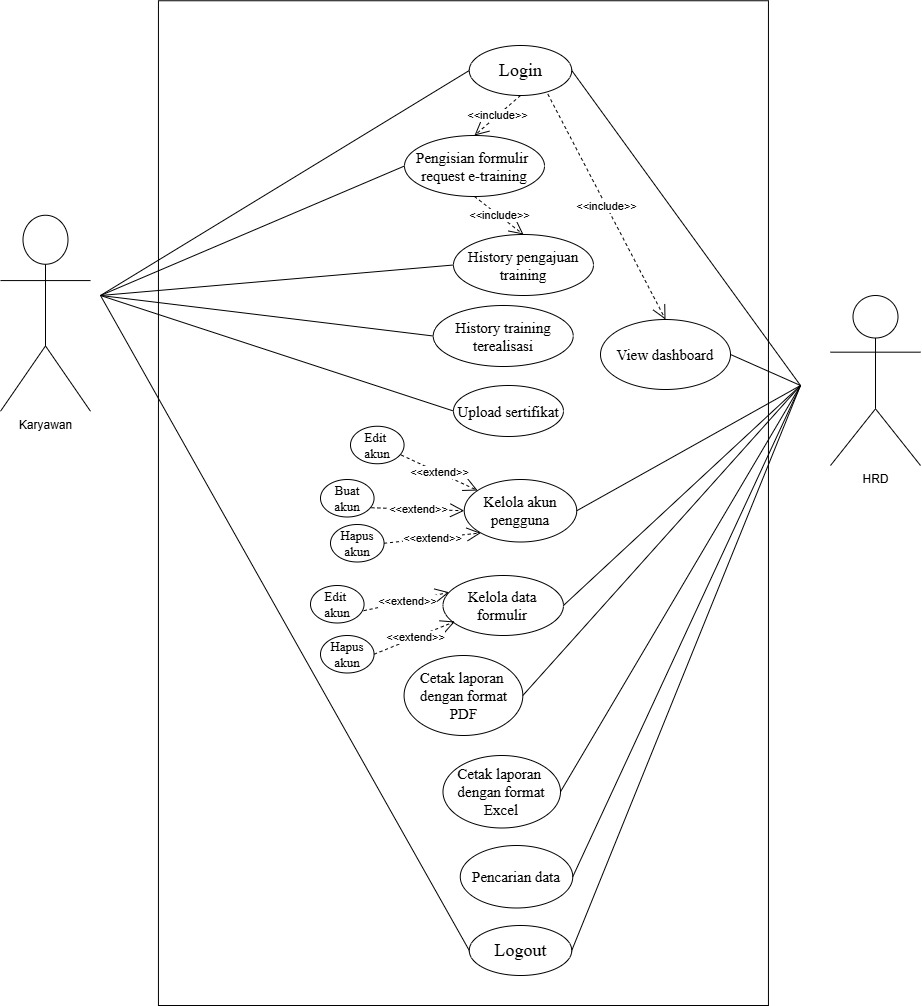 Login
<<include>>
Pengisian formulir
request e-training
<<include>>
<<include>>
History pengajuan
training
History training
terealisasi
View dashboard
Upload sertifikat
Karyawan
HRD
Edit
akun
<<extend>>
Buat
akun
<<extend>>
Kelola akun
pengguna
Hapus
akun
<<extend>>
Edit
akun
<<extend>>
Kelola data
formulir
Hapus
akun
<<extend>>
Cetak laporan
dengan format
PDF
Cetak laporan
dengan format
Excel
Pencarian data
Logout